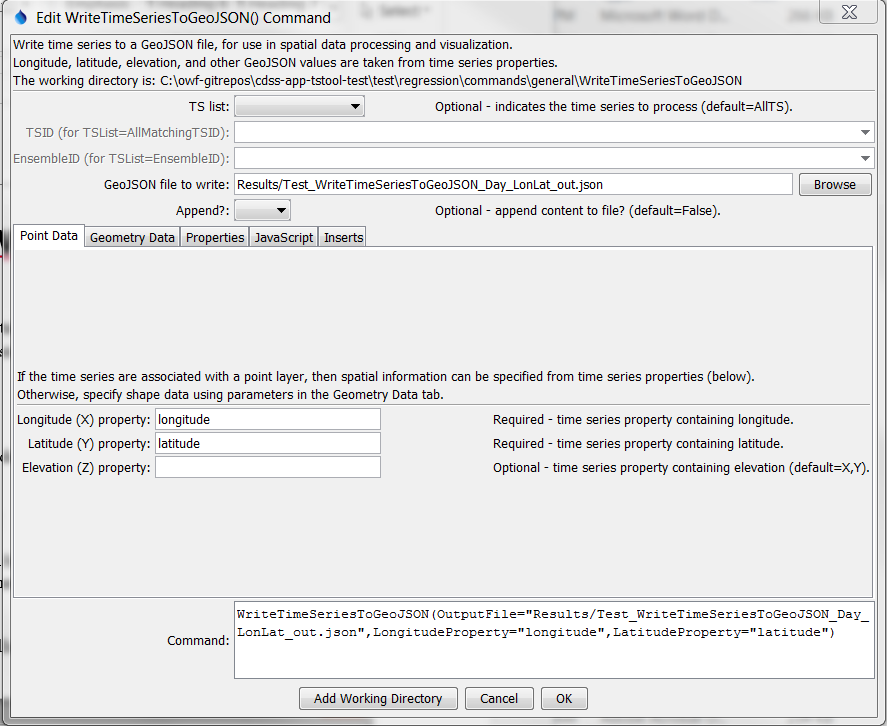 Edit WriteTimeSeriesToGeoJSON() Command
Write time series to a GeoJSON file, for use in spatial data processing and visualization.
Longitude, latitude, elevation, and other GeoJSON values are taken from time series properties.
The working directory is: C:\owf-gitrepos\cdss-app-tstool-test\test\regression\commands\general\WriteTimeSeriesToGeoJSON
TS list: Optional - indicates the time series to process (default=AllTS).
TSID (for TSList=AllMatchingTSID):
EnsembleID (for TSList=EnsembleID):
GeoJSON file to write: Results/Test_WriteTimeSeriesToGeoJSON_Day_LonLat_out.json Browse
Append?: Optional - append content to file? (default=False).
Point Data Geometry Data Properties JavaScript Inserts
If the time series are associated with a point layer, then spatial information can be specified from time series properties (below).
Otherwise, specify shape data using parameters in the Geometry Data tab.
Longitude (X) property: longitude Required - time series property containing longitude.
Latitude (Y) property: latitude Required - time series property containing latitude.
Elevation (Z) property: Optional - time series property containing elevation (default=X,Y).
WriteTimeSeriesToGeoJSON(OutputFile="Results/Test_WriteTimeSeriesToGeoJSON_Day_
LonLat_out.json",LongitudeProperty="longitude",LatitudeProperty="latitude")
Command:
Add Working Directory Cancel OK